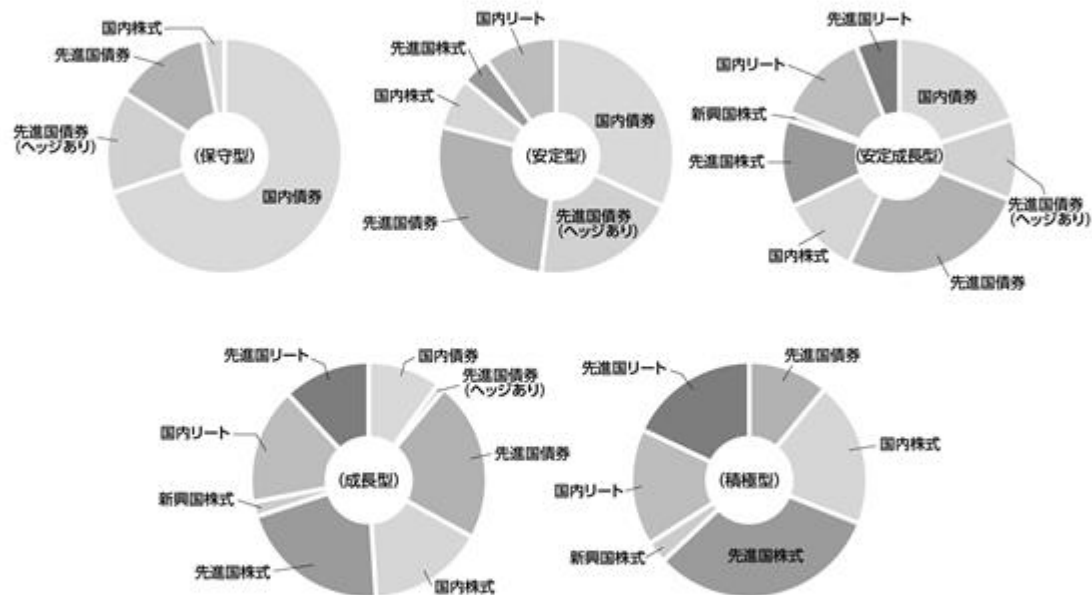 国内株式
先進国債券
先進国債券
(ヘッジあり)
(保守型)
国内債券
国内リート
先進国株式
国内株式
国内債券
(安定型)
先進国債券
先進国債券
(ヘッジあり)
先進国リート
国内リート
国内債券
新興国株式
先進国株式
(安定成長型)
先進国債券
(ヘッジあり)
国内株式
先進国債券
先進国リート
国内債券
先進国債券
(ヘッジあり)
国内リート
先進国債券
(成長型)
新興国株式
先進国株式
国内株式
先進国リート
先進国債券
国内株式
国内リート
(積極型)
新興国株式
先進国株式